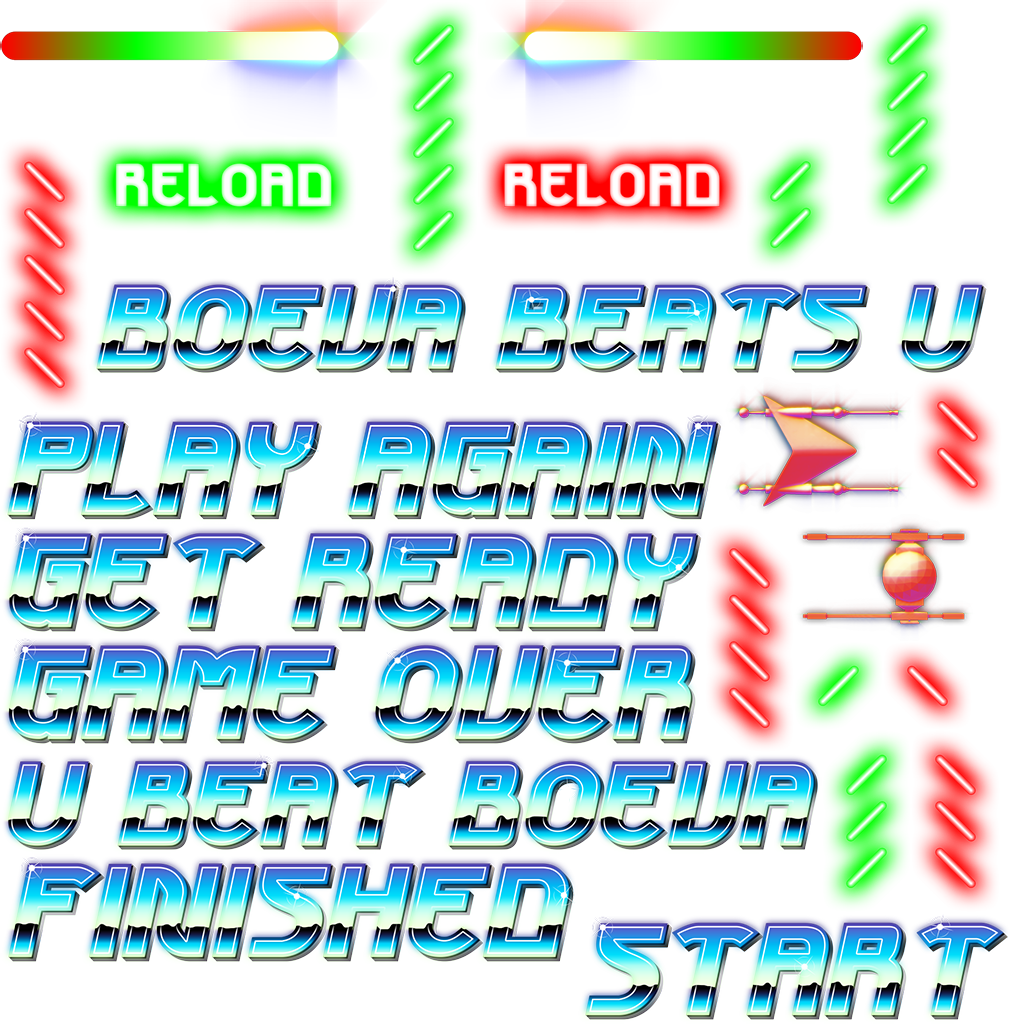 RELOAD RELOAD
BOEVA BEATS U
PLAY AGAIN
GET READY
GAME OVER
U BEAT BOEVA
FINISHED
START